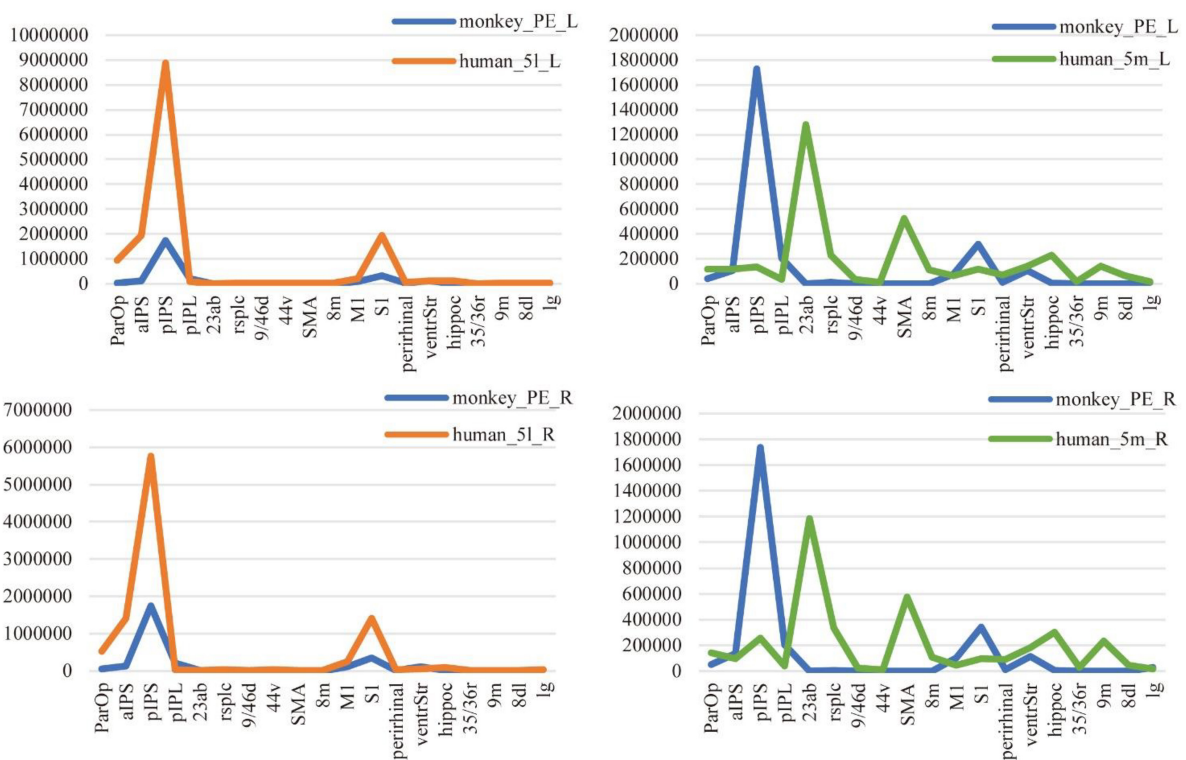 monkey_PE_L
human_5l_L
10000000
9000000
8000000
7000000
6000000
5000000
4000000
3000000
2000000
1000000
0
ParOp
aIPS
pIPS
pIPL
23ab
rsplc
9/46d
44v
SMA
8m
M1
S1
perirhinal
ventrStr
hippoc
35/36r
9m
8dl
Ig
monkey_PE_L
human_5m_L
2000000
1800000
1600000
1400000
1200000
1000000
800000
600000
400000
200000
0
ParOp
aIPS
pIPS
pIPL
23ab
rsplc
9/46d
44v
SMA
8m
M1
S1
perirhinal
ventrStr
hippoc
35/36r
9m
8dl
Ig
monkey_PE_R
human_5l_R
7000000
6000000
5000000
4000000
3000000
2000000
1000000
0
ParOp
aIPS
pIPS
pIPL
23ab
rsplc
9/46d
44v
SMA
8m
M1
S1
perirhinal
ventrStr
hippoc
35/36r
9m
8dl
Ig
monkey_PE_R
human_5m_R
2000000
1800000
1600000
1400000
1200000
1000000
800000
600000
400000
200000
0
ParOp
aIPS
pIPS
pIPL
23ab
rsplc
9/46d
44v
SMA
8m
M1
S1
perirhinal
ventrStr
hippoc
35/36r
9m
8dl
Ig